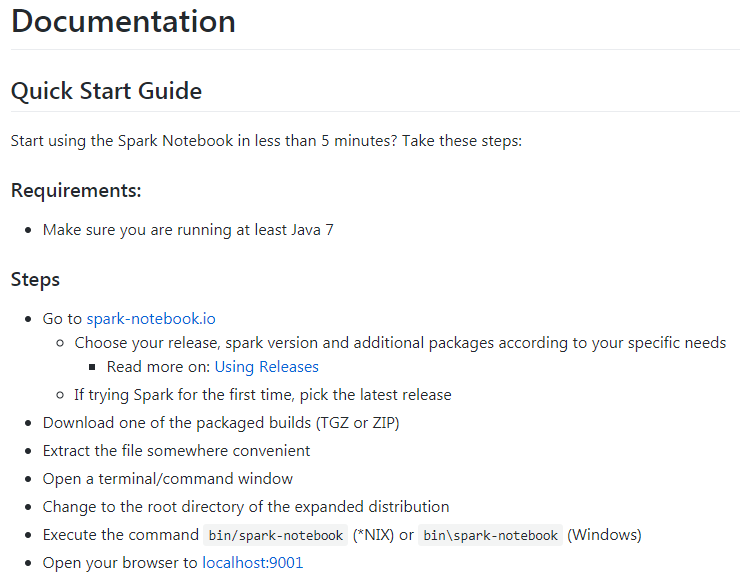 Documentation
Quick Start Guide
Start using the Spark Notebook in less than 5 minutes? Take these steps:
Requirements:
Make sure you are running at least Java 7
Steps
Go to spark-notebook.io
Choose your release, spark version and additional packages according to your specific needs
Read more on: Using Releases
If trying Spark for the first time, pick the latest release
Download one of the packaged builds (TGZ or ZIP)
Extract the file somewhere convenient
Open a terminal/command window
Change to the root directory of the expanded distribution
Execute the command bin/spark-notebook (*NIX) or bin\spark-notebook (Windows)
Open your browser to localhost:9001